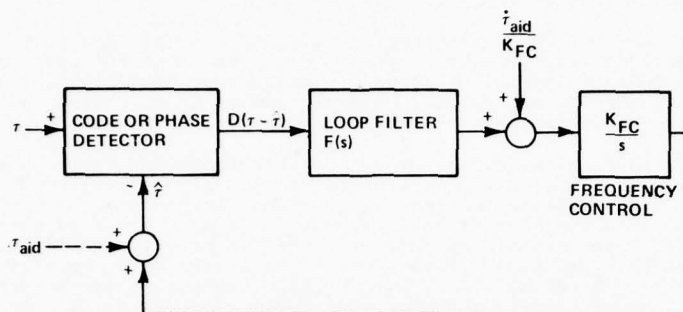 τ̇aid
KFC
+
τ
+
CODE OR PHASE
DETECTOR
D(τ - τ̂)
LOOP FILTER
F(s)
+
KFC
s
FREQUENCY
CONTROL
-
τ̂
τaid
+
+